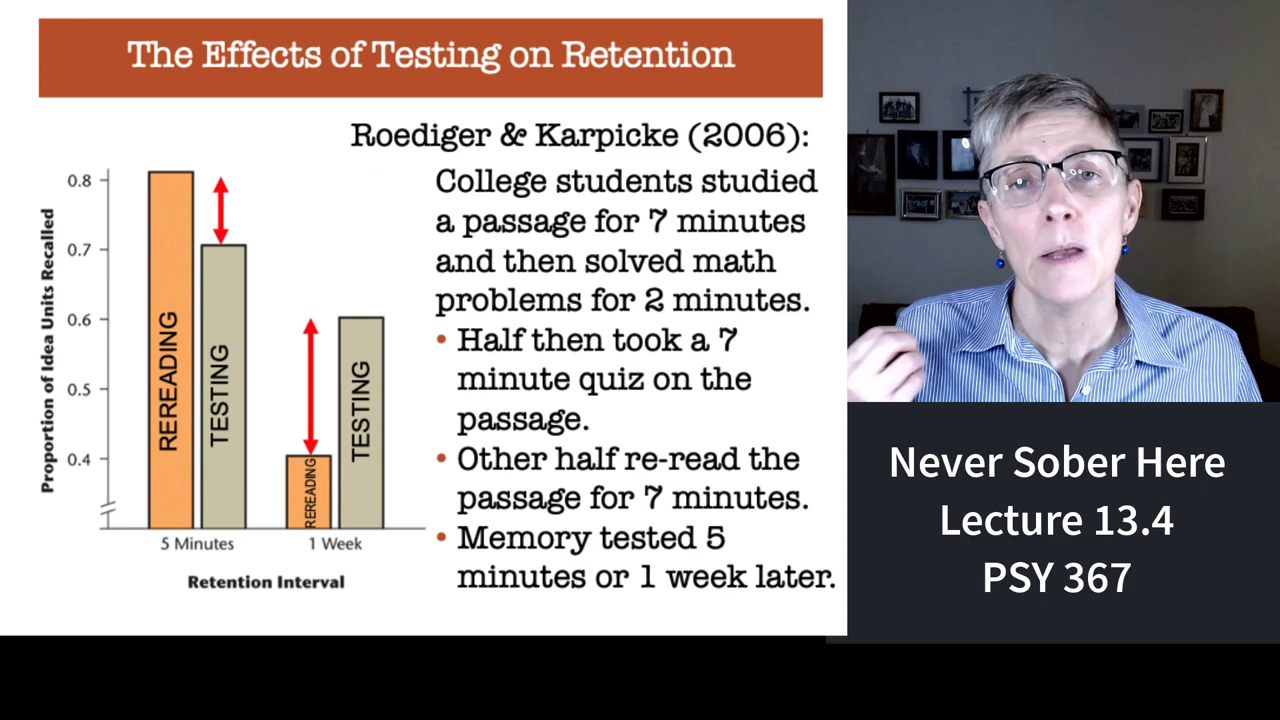 The Effects of Testing on Retention
Roediger & Karpicke (2006):
College students studied
a passage for 7 minutes
and then solved math
problems for 2 minutes.
• Half then took a 7
minute quiz on the
passage.
• Other half re-read the
passage for 7 minutes.
• Memory tested 5
minutes or 1 week later.
Proportion of Idea Units Recalled
0.8
0.7
0.6
0.5
0.4
REREADING
TESTING
REREADING
TESTING
5 Minutes
1 Week
Retention Interval
Never Sober Here
Lecture 13.4
PSY 367